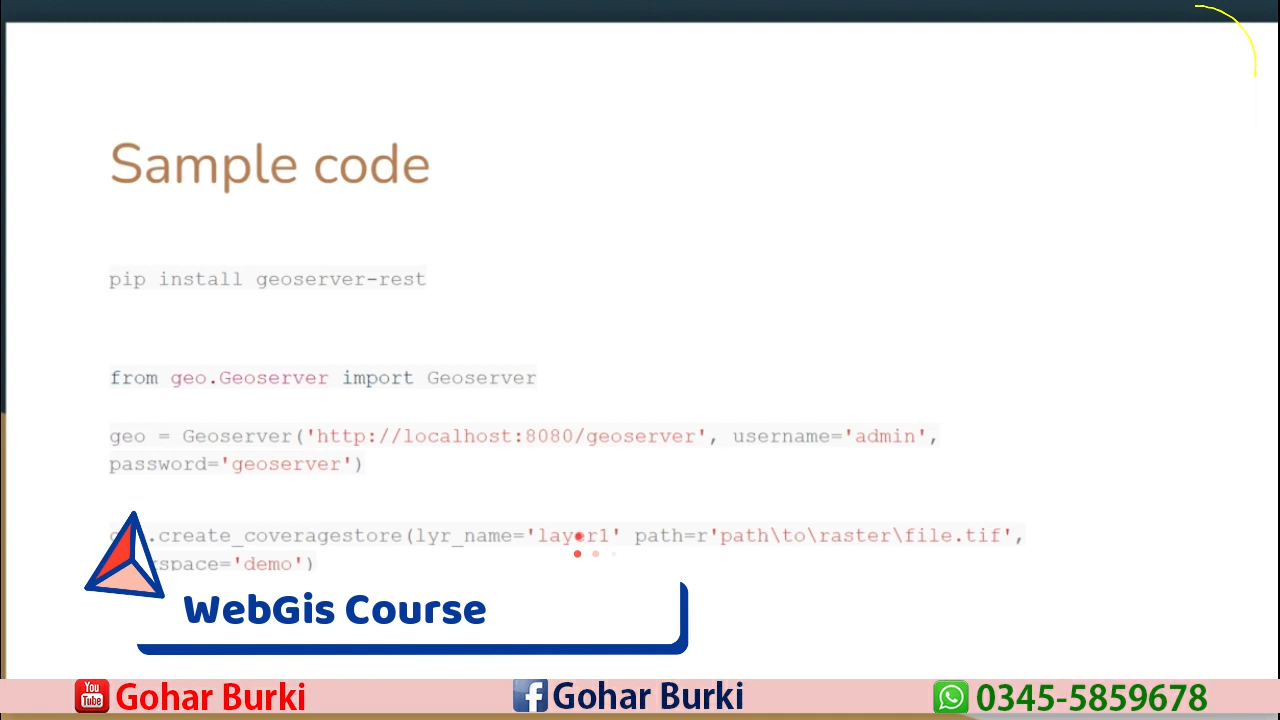 Sample code
pip install geoserver-rest
from geo.Geoserver import Geoserver
geo = Geoserver('http://localhost:8080/geoserver', username='admin',
password='geoserver')
.create_coveragestore(lyr_name='layer1' path=r'path\to\raster\file.tif',
space='demo')
WebGis Course
You Tube Gohar Burki
Gohar Burki
0345-5859678